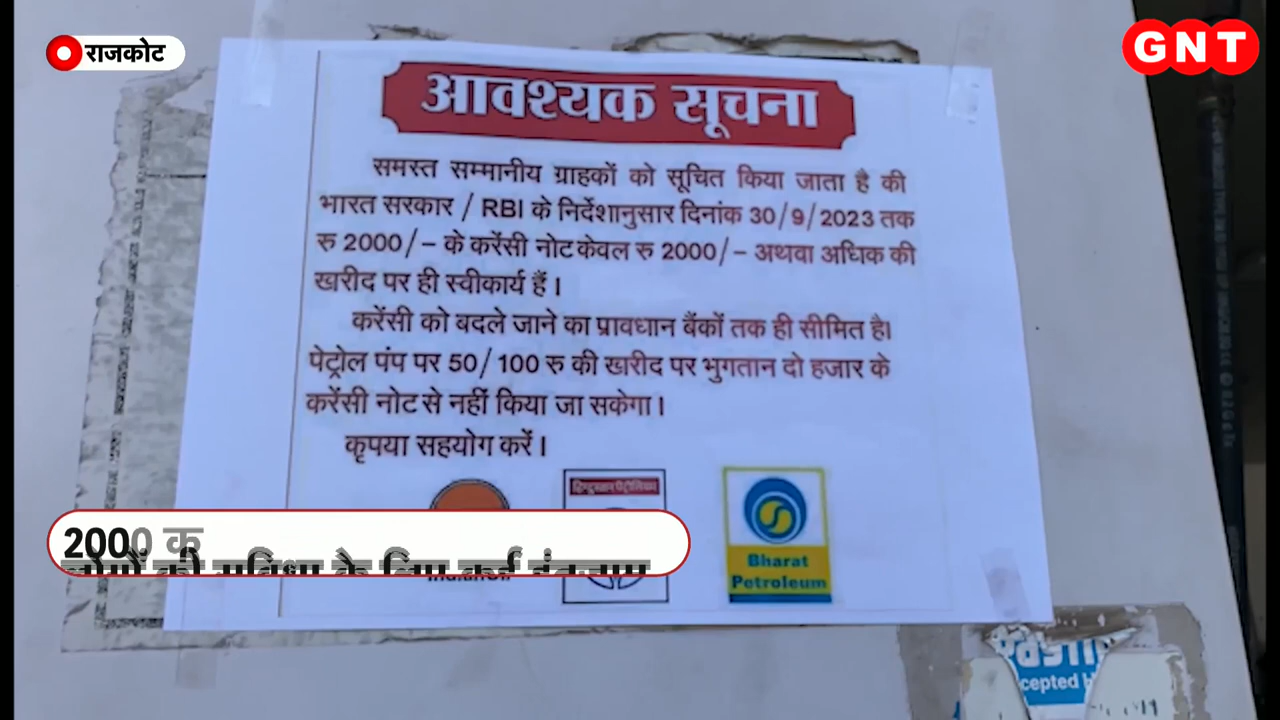 राजकोट
GNT
आवश्यक सूचना
समस्त सम्मानीय ग्राहकों को सूचित किया जाता है की
भारत सरकार / RBI के निर्देशानुसार दिनांक 30/9/2023 तक
रु 2000/- के करेंसी नोट केवल रु 2000/- अथवा अधिक की
खरीद पर ही स्वीकार्य हैं।
करेंसी को बदले जाने का प्रावधान बैंकों तक ही सीमित है।
पेट्रोल पंप पर 50/100 रु की खरीद पर भुगतान दो हजार के
करेंसी नोट से नहीं किया जा सकेगा।
कृपया सहयोग करें।
हिन्दुस्तान पेट्रोलियम
2000 क
Bharat
Petroleum